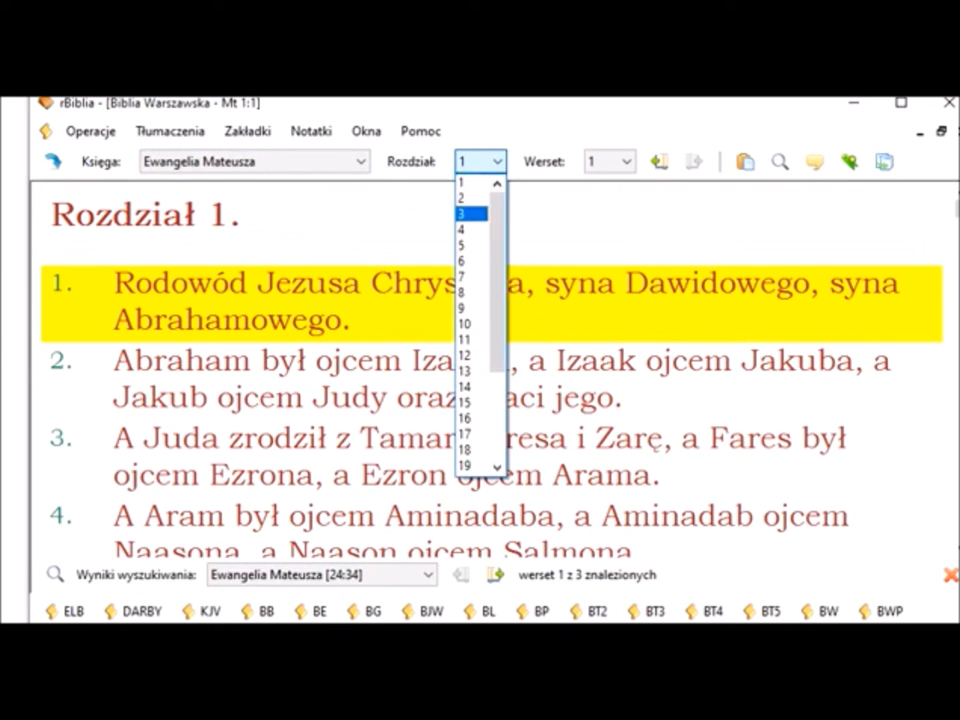 rBiblia - [Biblia Warszawska - Mt 1:1]
Operacje Tłumaczenia Zakładki Notatki Okna Pomoc
Księga: Ewangelia Mateusza Rozdział: 1 Werset: 1
1
2
3
4
5
6
7
8
9
10
11
12
13
14
15
16
17
18
19
Rozdział 1.
1. Rodowód Jezusa Chrys a, syna Dawidowego, syna
Abrahamowego.
2. Abraham był ojcem Iza , a Izaak ojcem Jakuba, a
Jakub ojcem Judy oraz aci jego.
3. A Juda zrodził z Tamar resa i Zarę, a Fares był
ojcem Ezrona, a Ezron ojcem Arama.
4. A Aram był ojcem Aminadaba, a Aminadab ojcem
Naasona, a Naason ojcem Salmona
Wyniki wyszukiwania: Ewangelia Mateusza [24:34] werset 1 z 3 znalezionych
ELB DARBY KJV BB BE BG BJW BL BP BT2 BT3 BT4 BT5 BW BWP